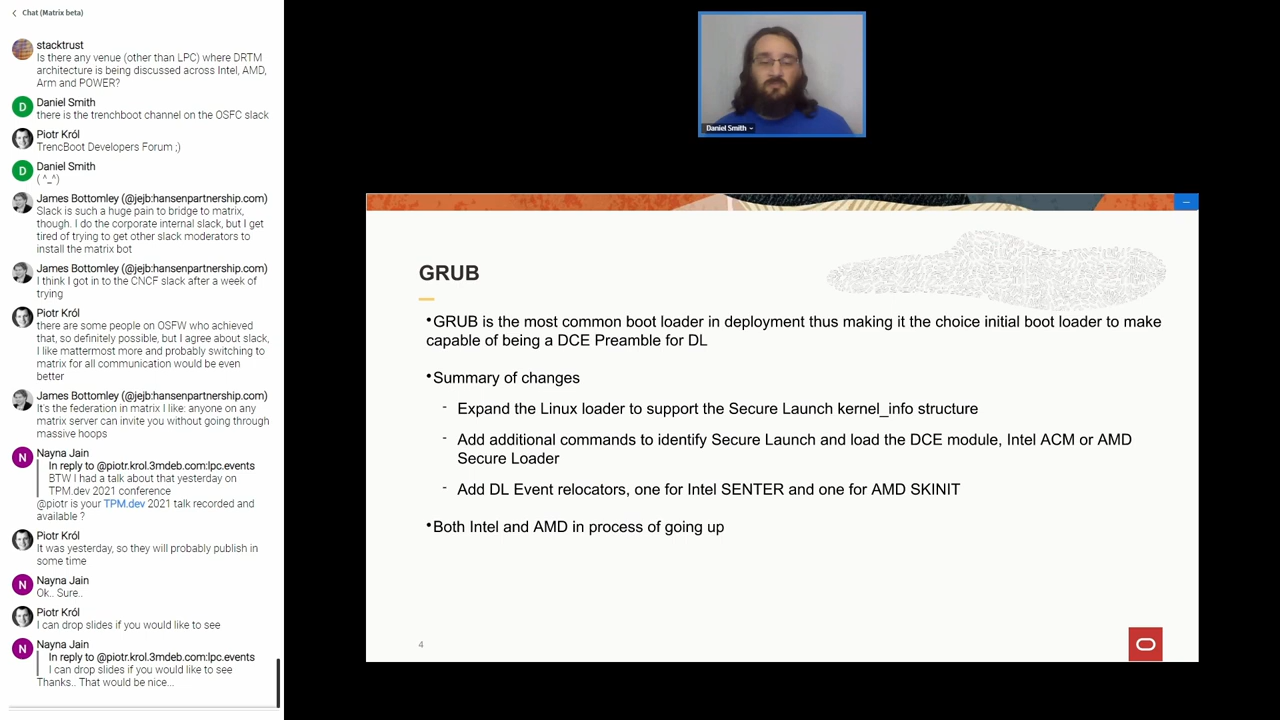 Chat (Matrix beta)
stacktrust
Is there any venue (other than LPC) where DRTM
architecture is being discussed across Intel, AMD,
Arm and POWER?
D
Daniel Smith
there is the trenchboot channel on the OSFC slack
Piotr Król
TrencBoot Developers Forum ;)
D
Daniel Smith
( ^_^)
James Bottomley (@jejb:hansenpartnership.com)
Slack is such a huge pain to bridge to matrix,
though. I do the corporate internal slack, but I get
tired of trying to get other slack moderators to
install the matrix bot
James Bottomley (@jejb:hansenpartnership.com)
I think I got in to the CNCF slack after a week of
trying
Piotr Król
there are some people on OSFW who achieved
that, so definitely possible, but I agree about slack,
I like mattermost more and probably switching to
matrix for all communication would be even
better
James Bottomley (@jejb:hansenpartnership.com)
It's the federation in matrix I like: anyone on any
matrix server can invite you without going through
massive hoops
N
Nayna Jain
In reply to @piotr.krol.3mdeb.com:lpc.events
BTW I had a talk about that yesterday on
TPM.dev 2021 conference
@piotr is your TPM.dev 2021 talk recorded and
available ?
Piotr Król
It was yesterday, so they will probably publish in
some time
N
Nayna Jain
Ok.. Sure..
Piotr Król
I can drop slides if you would like to see
N
Nayna Jain
In reply to @piotr.krol.3mdeb.com:lpc.events
I can drop slides if you would like to see
Thanks.. That would be nice...
Daniel Smith
GRUB
•GRUB is the most common boot loader in deployment thus making it the choice initial boot loader to make
capable of being a DCE Preamble for DL
•Summary of changes
- Expand the Linux loader to support the Secure Launch kernel_info structure
- Add additional commands to identify Secure Launch and load the DCE module, Intel ACM or AMD
Secure Loader
- Add DL Event relocators, one for Intel SENTER and one for AMD SKINIT
•Both Intel and AMD in process of going up
4